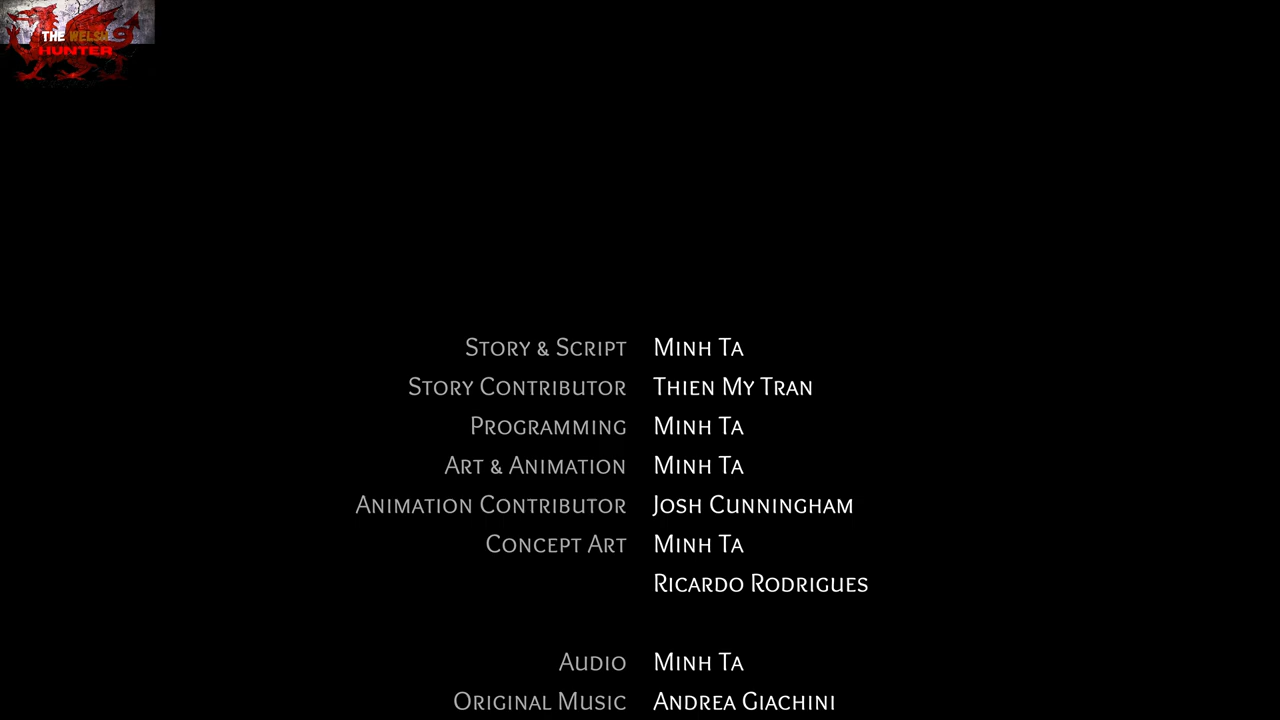 THE WELSH
HUNTER
Story & Script Minh Ta
Story Contributor Thien My Tran
Programming Minh Ta
Art & Animation Minh Ta
Animation Contributor Josh Cunningham
Concept Art Minh Ta
Ricardo Rodrigues
Audio Minh Ta
Original Music Andrea Giachini